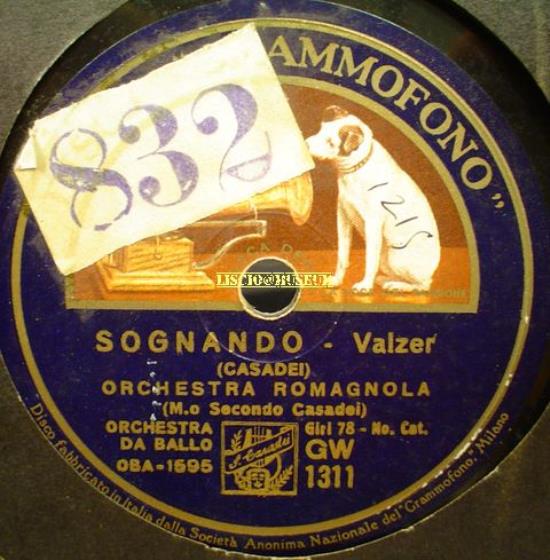 AMMOFONO"
832
1215
LISCIO@MUSEUM
SOGNANDO - Valzer
(CASADEI)
ORCHESTRA ROMAGNOLA
(M.o Secondo Casadei)
ORCHESTRA DA BALLO
OBA-1595
S. Casadei
Giri 78 - No. Cat.
GW
1311
Disco fabbricato in Italia dalla Società Anonima Nazionale del "Grammofono," Milano